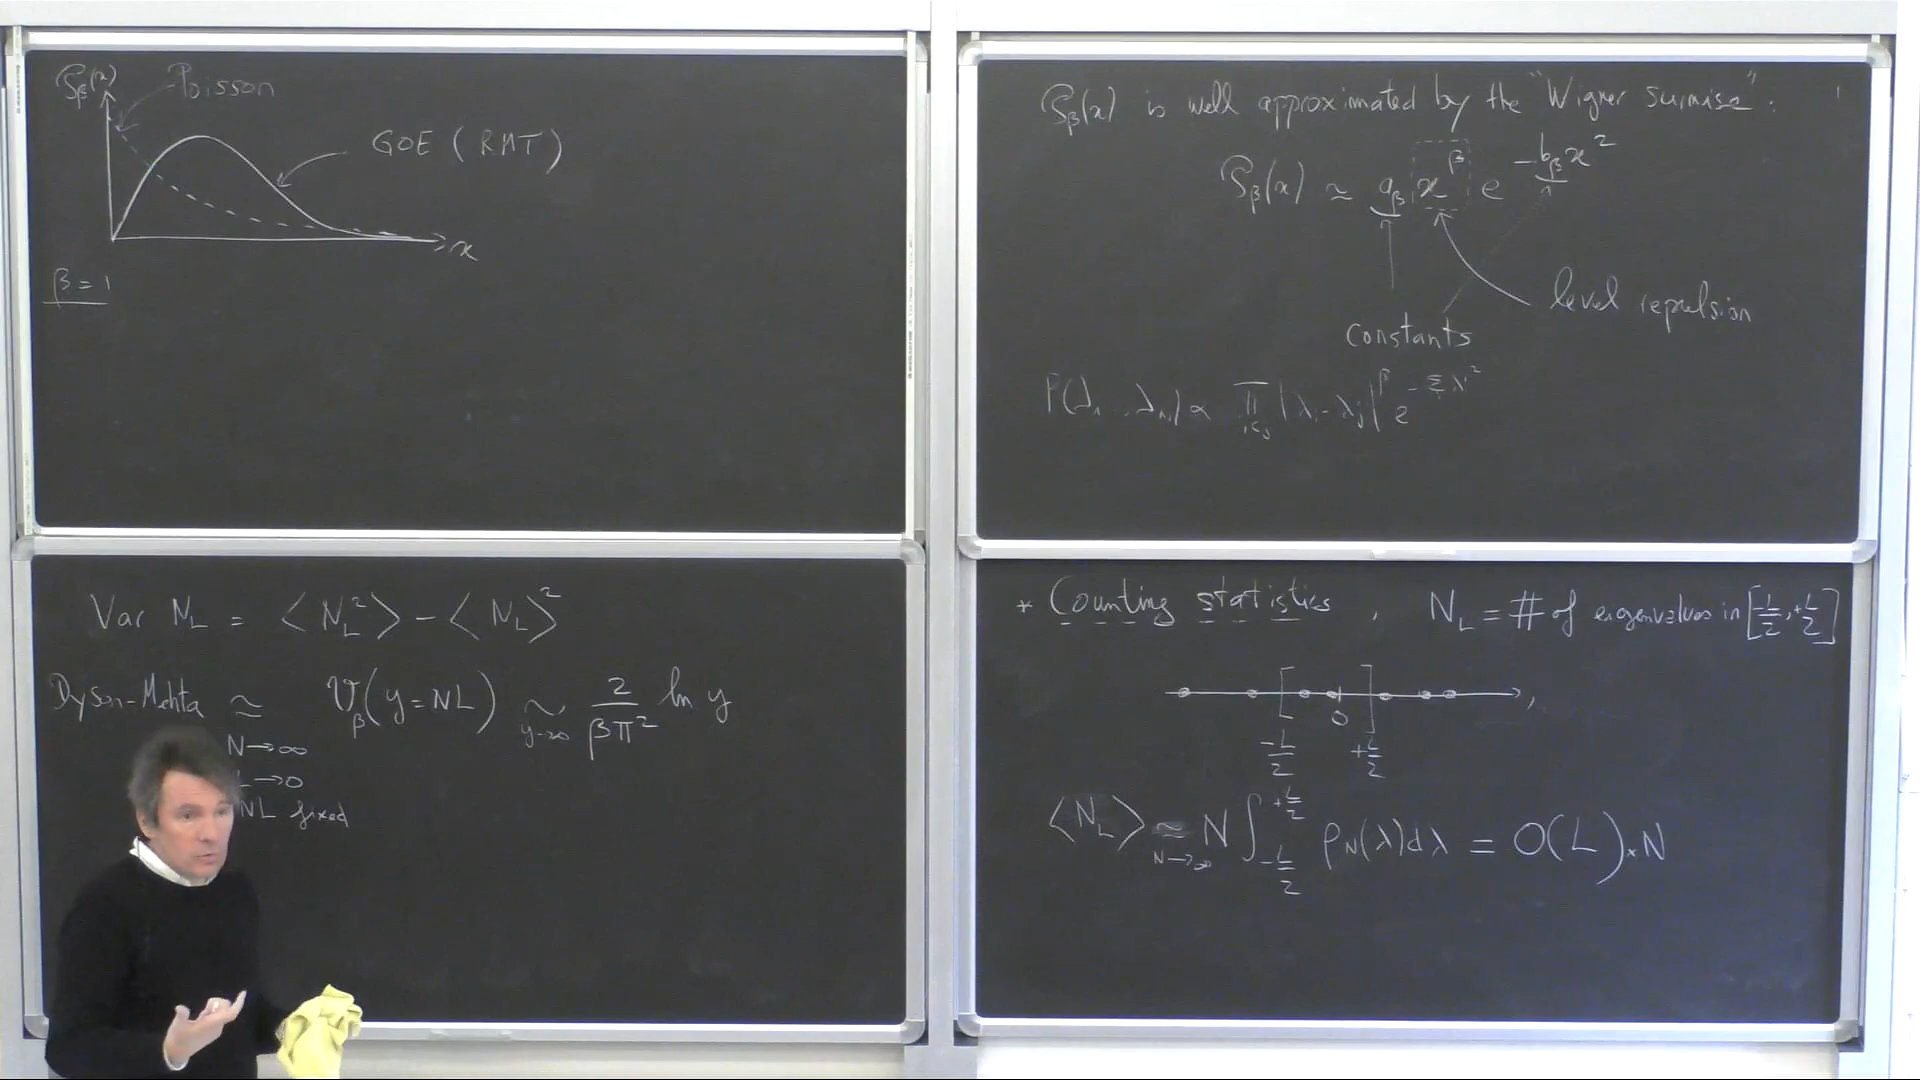 𝒫_β(x)
Poisson
GOE (RMT)
x
β = 1
𝒫_β(x) is well approximated by the "Wigner surmise".
𝒫_β(x) ≃ a_β x^β e^{-b_β x²}
level repulsion
constants
P(λ₁...λ_N) ∝ ∏_{i<j} |λ_i - λ_j|^β e^{-Σ λ_i²}
Var N_L = ⟨N_L²⟩ - ⟨N_L⟩²
Dyson-Mehta ≃ 𝒱_β(y=NL) ∼_{y→∞} 2/(βπ²) ln y
N→∞
L→0
NL fixed
* Counting statistics, N_L = # of eigenvalues in [-L/2, +L/2]
0
-L/2 +L/2
⟨N_L⟩ ≈_{N→∞} N ∫_{-L/2}^{+L/2} ρ_N(λ)dλ = O(L)×N